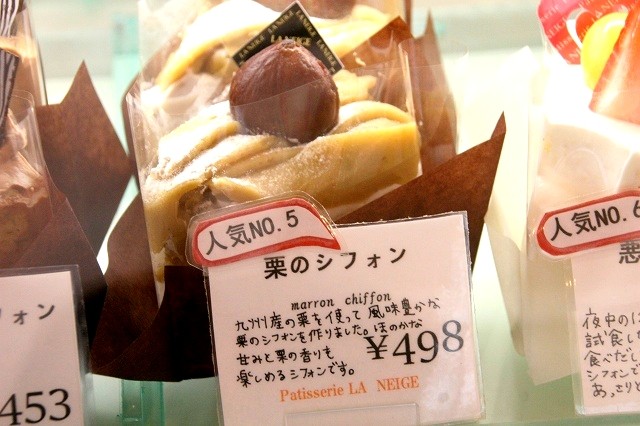 人気NO.5
栗のシフォン
marron chiffon
九州産の栗を使って風味豊かな
栗のシフォンを作りました。ほのかな
甘みと栗の香りも
楽しめるシフォンです。
¥498
Patisserie LA NEIGE
フォン
453
人気NO.6
夜中の
試食し
食べだし
シフォンで
あっさりと